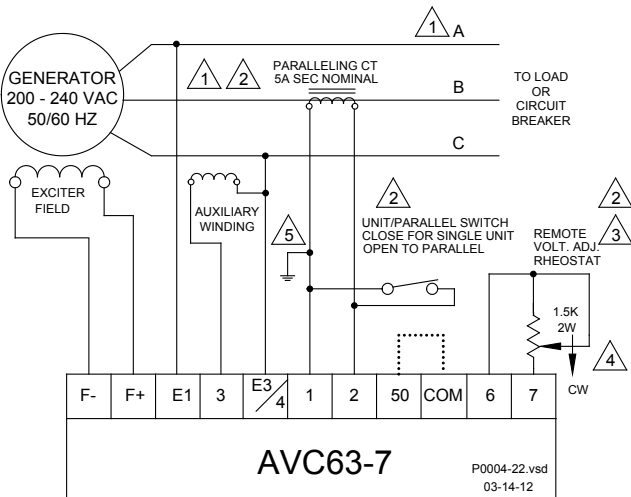 1 A
GENERATOR
200 - 240 VAC
50/60 HZ
1 2
PARALLELING CT
5A SEC NOMINAL
B
TO LOAD
OR
CIRCUIT
BREAKER
C
EXCITER
FIELD
AUXILIARY
WINDING
5
2
UNIT/PARALLEL SWITCH
CLOSE FOR SINGLE UNIT
OPEN TO PARALLEL
REMOTE
VOLT. ADJ.
RHEOSTAT
2
3
1.5K
2W
4
CW
F- F+ E1 3 E3/4 1 2 50 COM 6 7
AVC63-7
P0004-22.vsd
03-14-12